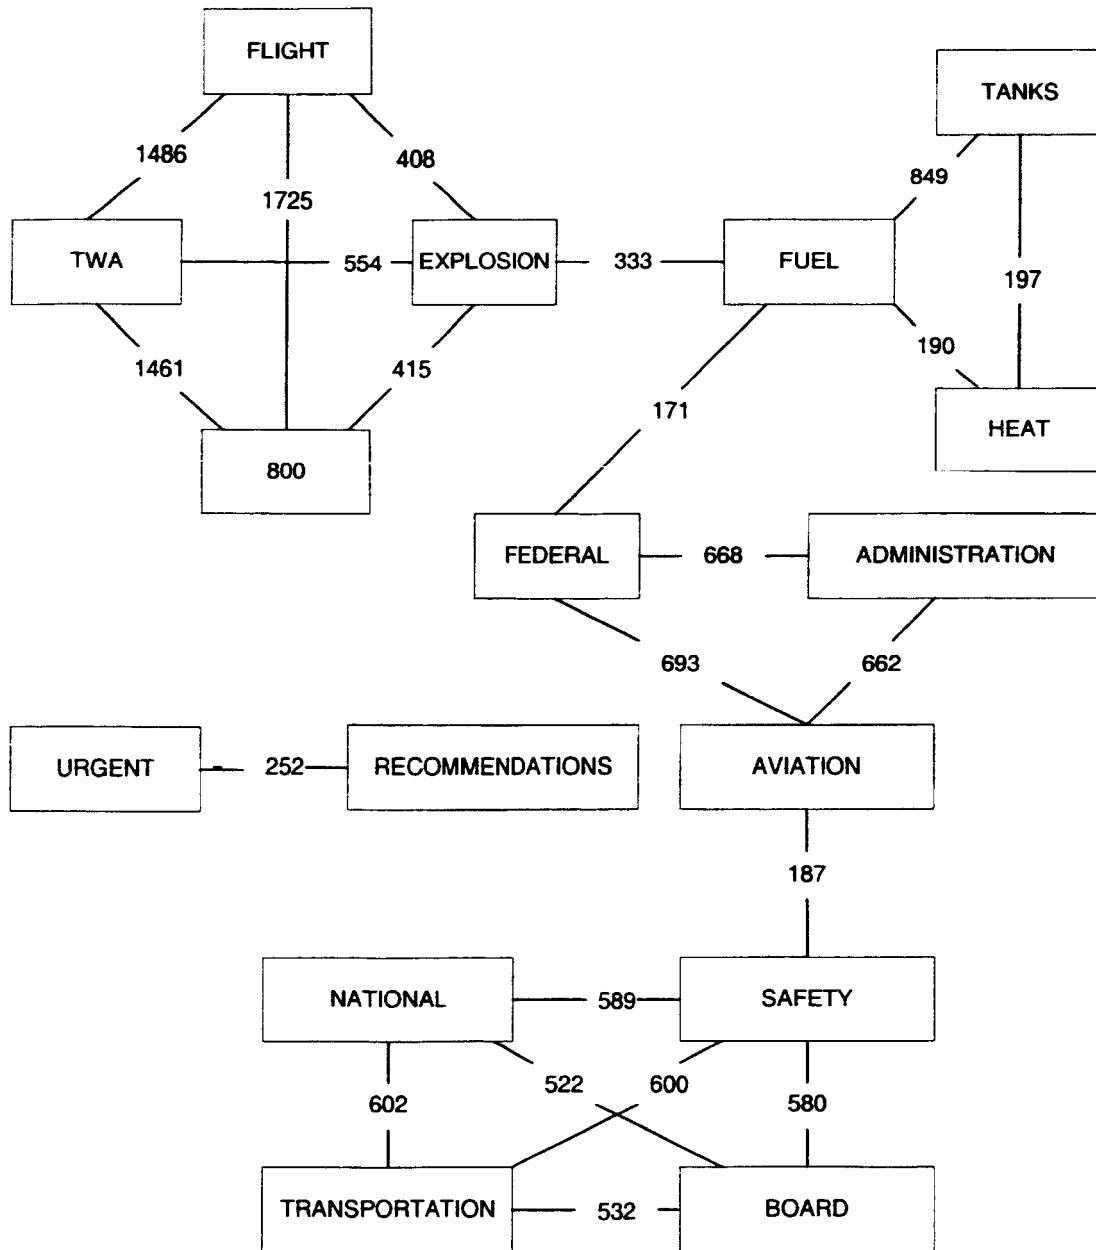 FLIGHT
TANKS
1486
408
849
1725
TWA
554
EXPLOSION
333
FUEL
197
1461
415
190
171
HEAT
800
FEDERAL
668
ADMINISTRATION
693
662
URGENT
252
RECOMMENDATIONS
AVIATION
187
NATIONAL
589
SAFETY
602
522
600
580
TRANSPORTATION
532
BOARD